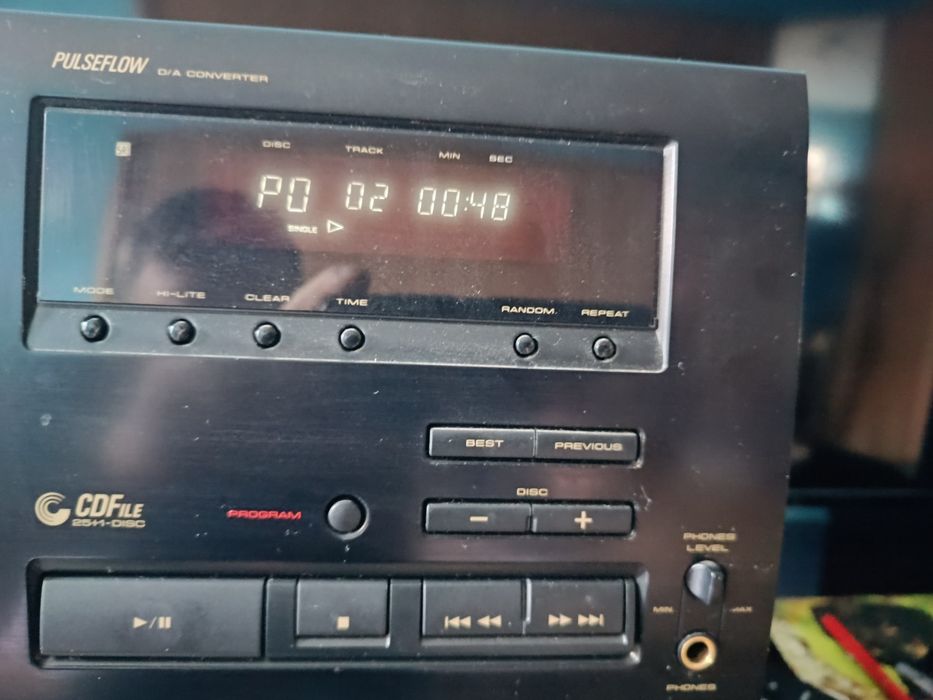 PULSEFLOW D/A CONVERTER
DISC TRACK MIN SEC
P0 02 00:48
SINGLE
MODE HI-LITE CLEAR TIME RANDOM REPEAT
BEST PREVIOUS
DISC
CDFILE
25+1-DISC
PROGRAM
- +
PHONES
LEVEL
MIN MAX
PHONES